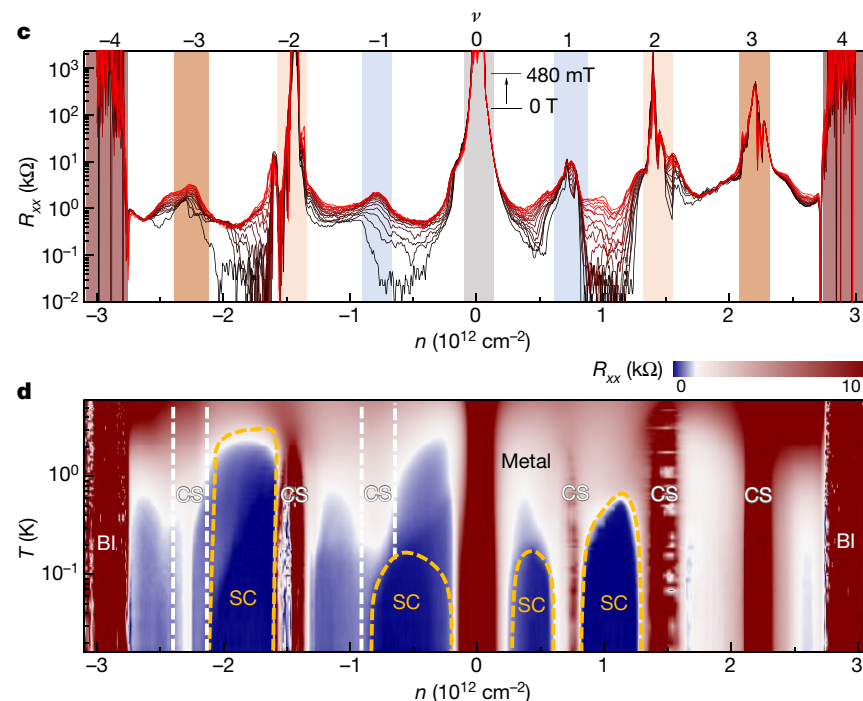 c
ν
−4 −3 −2 −1 0 1 2 3 4
10³
10²
10¹
10⁰
10⁻¹
10⁻²
Rxx (kΩ)
480 mT
0 T
−3 −2 −1 0 1 2 3
n (10¹² cm⁻²)
d
Rxx (kΩ)
0 10
10⁰
10⁻¹
T (K)
Metal
BI CS CS CS CS CS CS BI
SC SC SC SC
−3 −2 −1 0 1 2 3
n (10¹² cm⁻²)